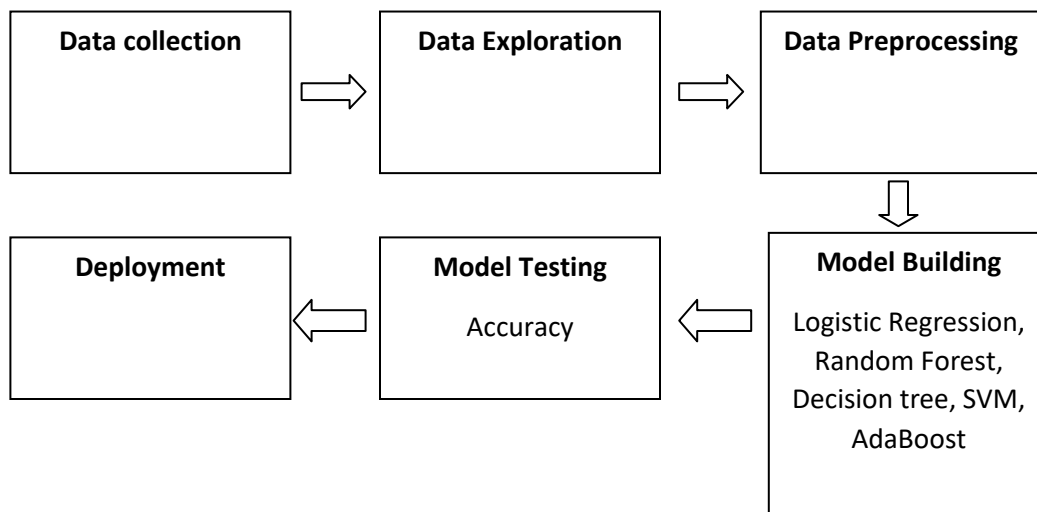 Data collection
Data Exploration
Data Preprocessing
Model Building
Logistic Regression,
Random Forest,
Decision tree, SVM,
AdaBoost
Model Testing
Accuracy
Deployment